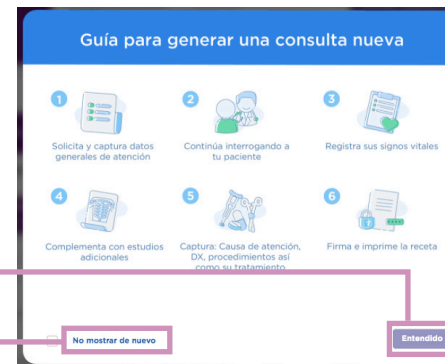 Guía para generar una consulta nueva
1
2
3
Solicita y captura datos
generales de atención
Continúa interrogando a
tu paciente
Registra sus signos vitales
4
5
6
Complementa con estudios
adicionales
Captura: Causa de atención,
DX, procedimientos así
como su tratamiento
Firma e imprime la receta
No mostrar de nuevo
Entendido